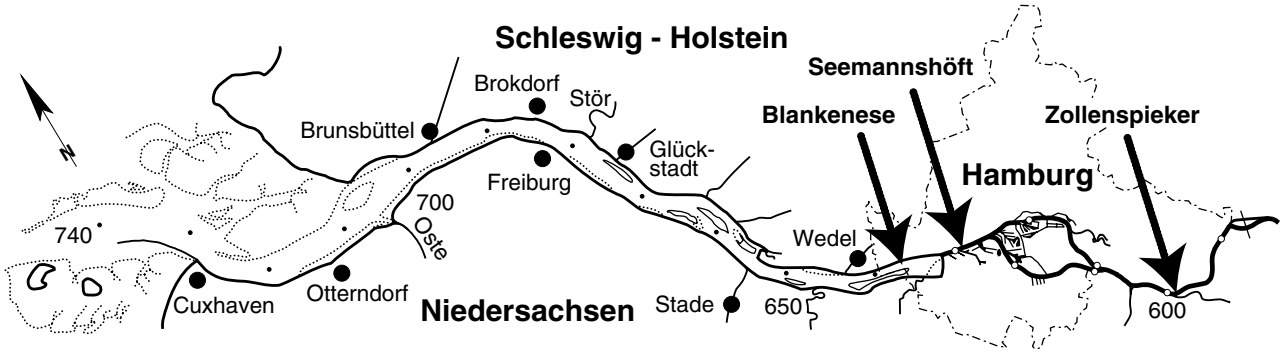 Schleswig - Holstein
Seemannshöft
Brokdorf
Stör
Blankenese
Zollenspieker
Brunsbüttel
Glück-
stadt
N
Freiburg
Hamburg
700
740
Oste
Wedel
Cuxhaven
Otterndorf
Niedersachsen
Stade
650
600